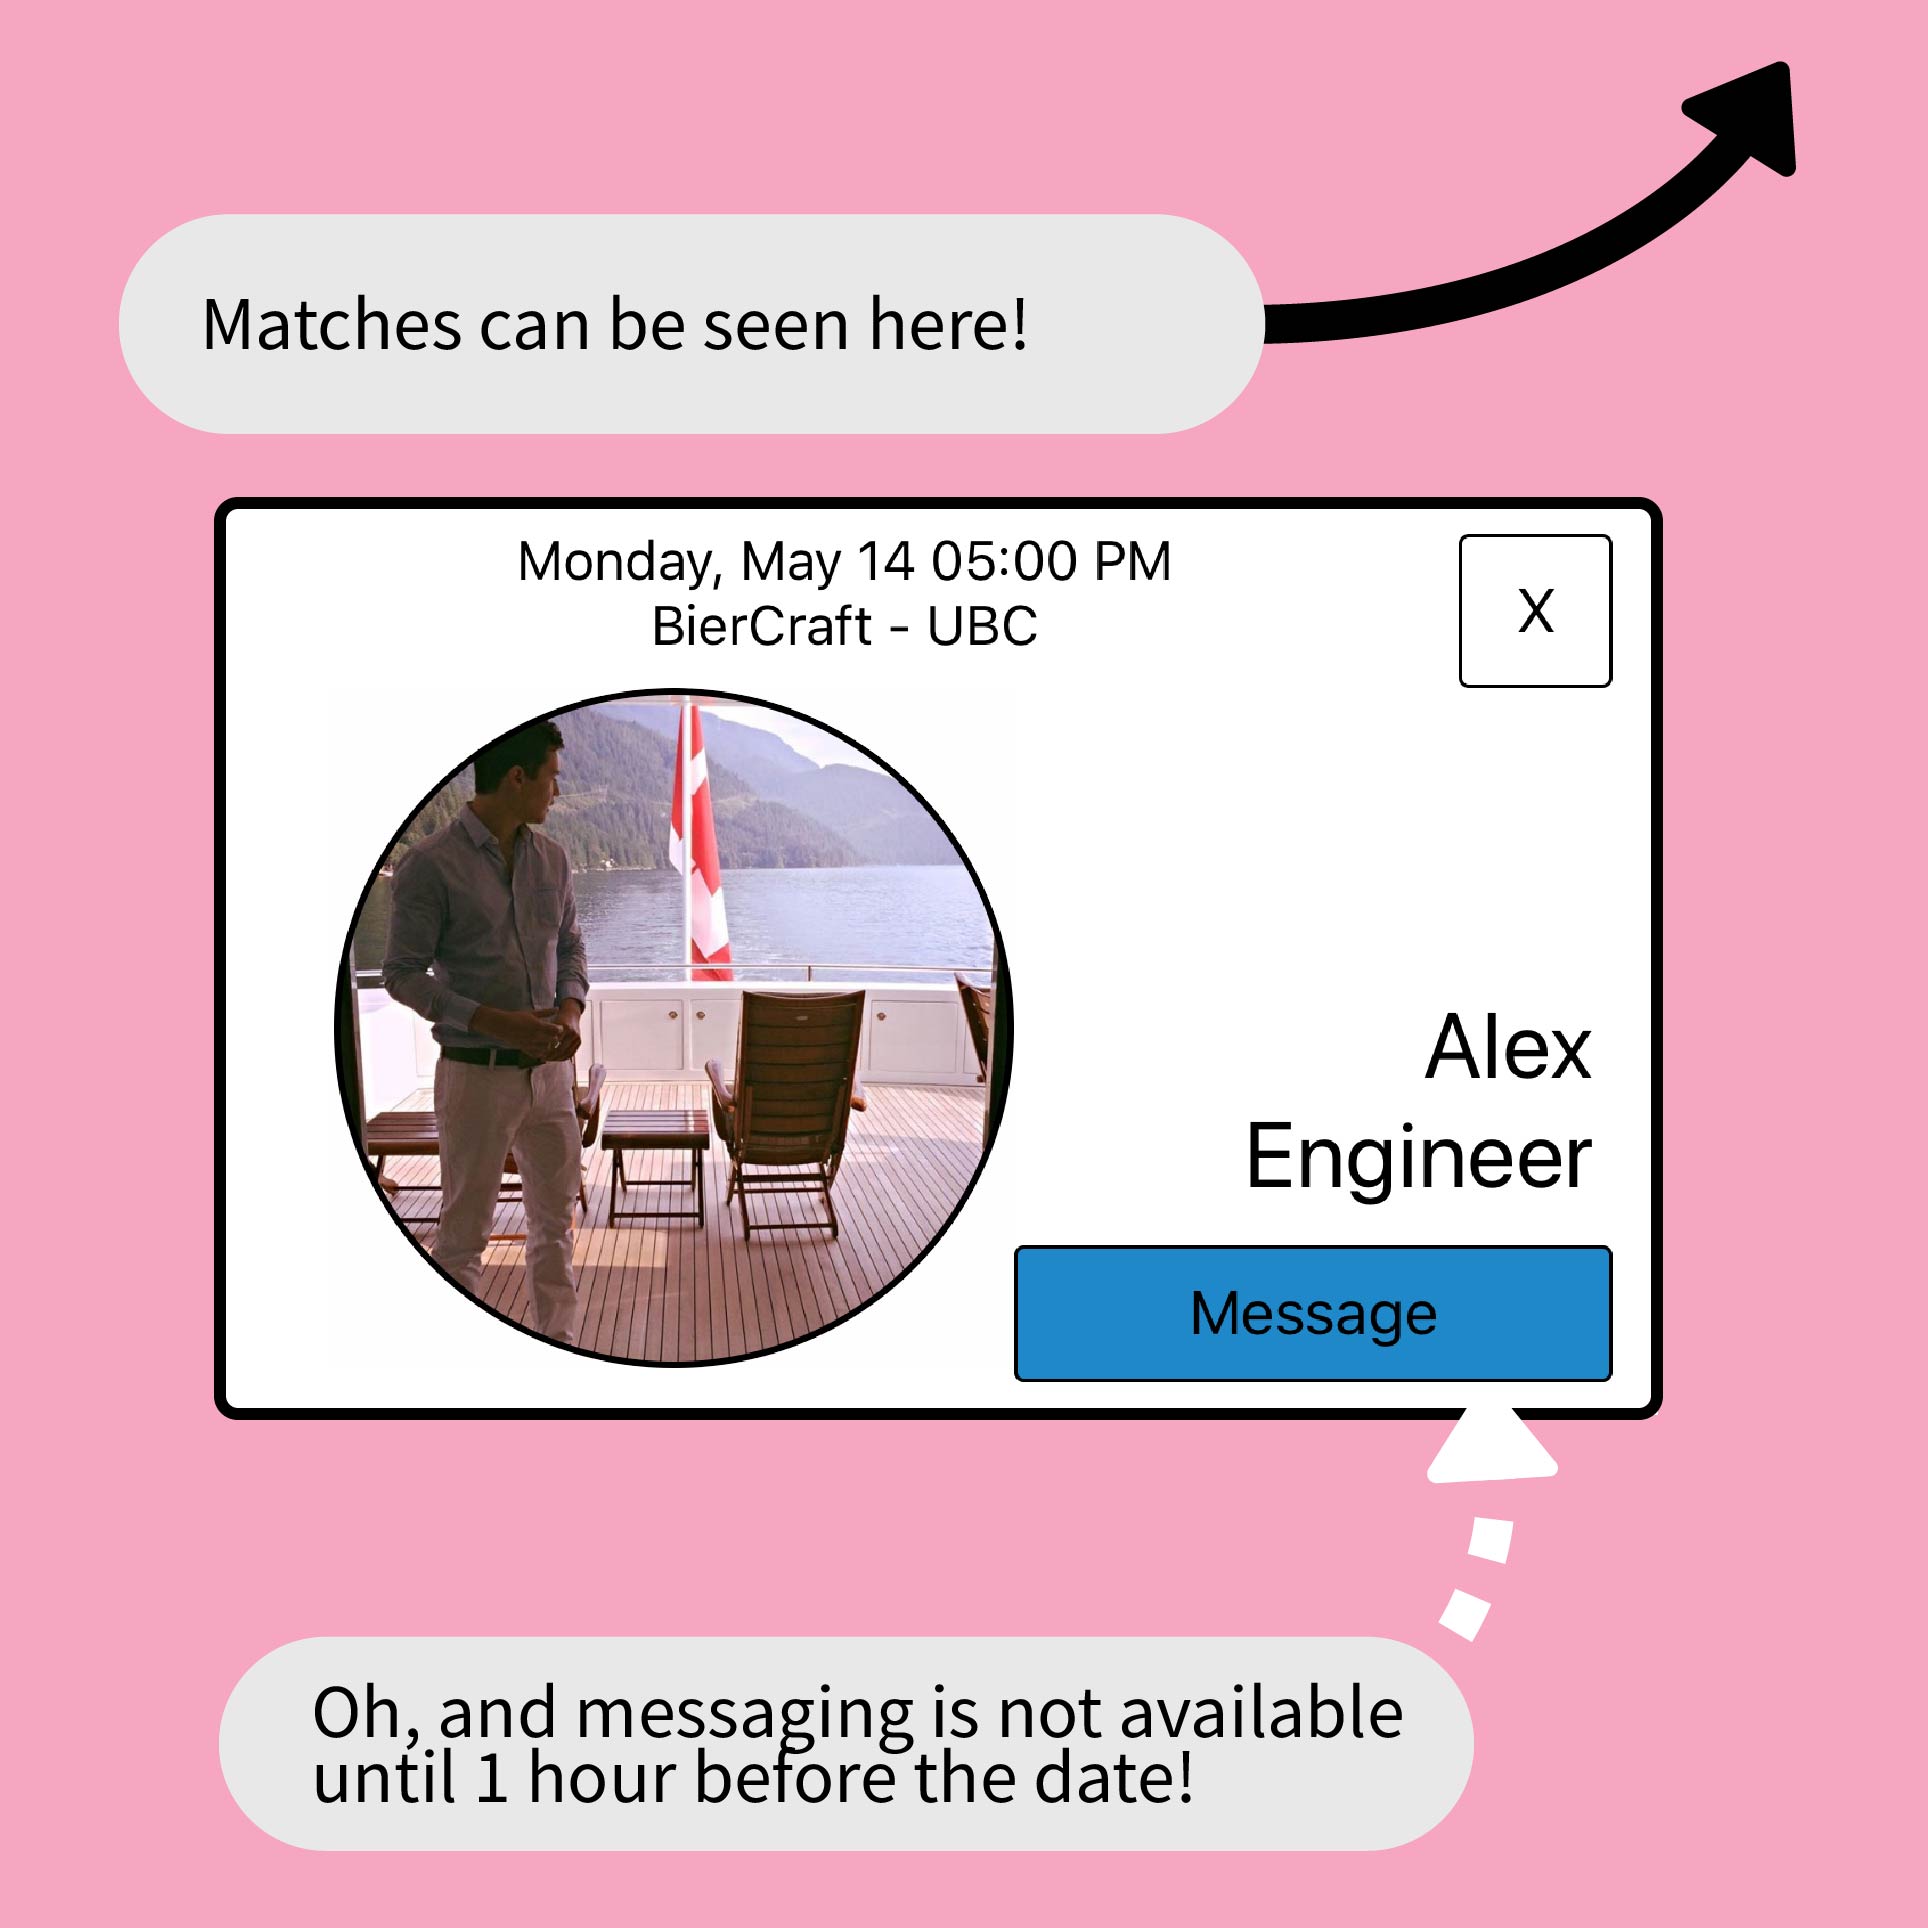 Matches can be seen here!
Monday, May 14 05:00 PM
BierCraft - UBC
X
Alex
Engineer
Message
Oh, and messaging is not available
until 1 hour before the date!